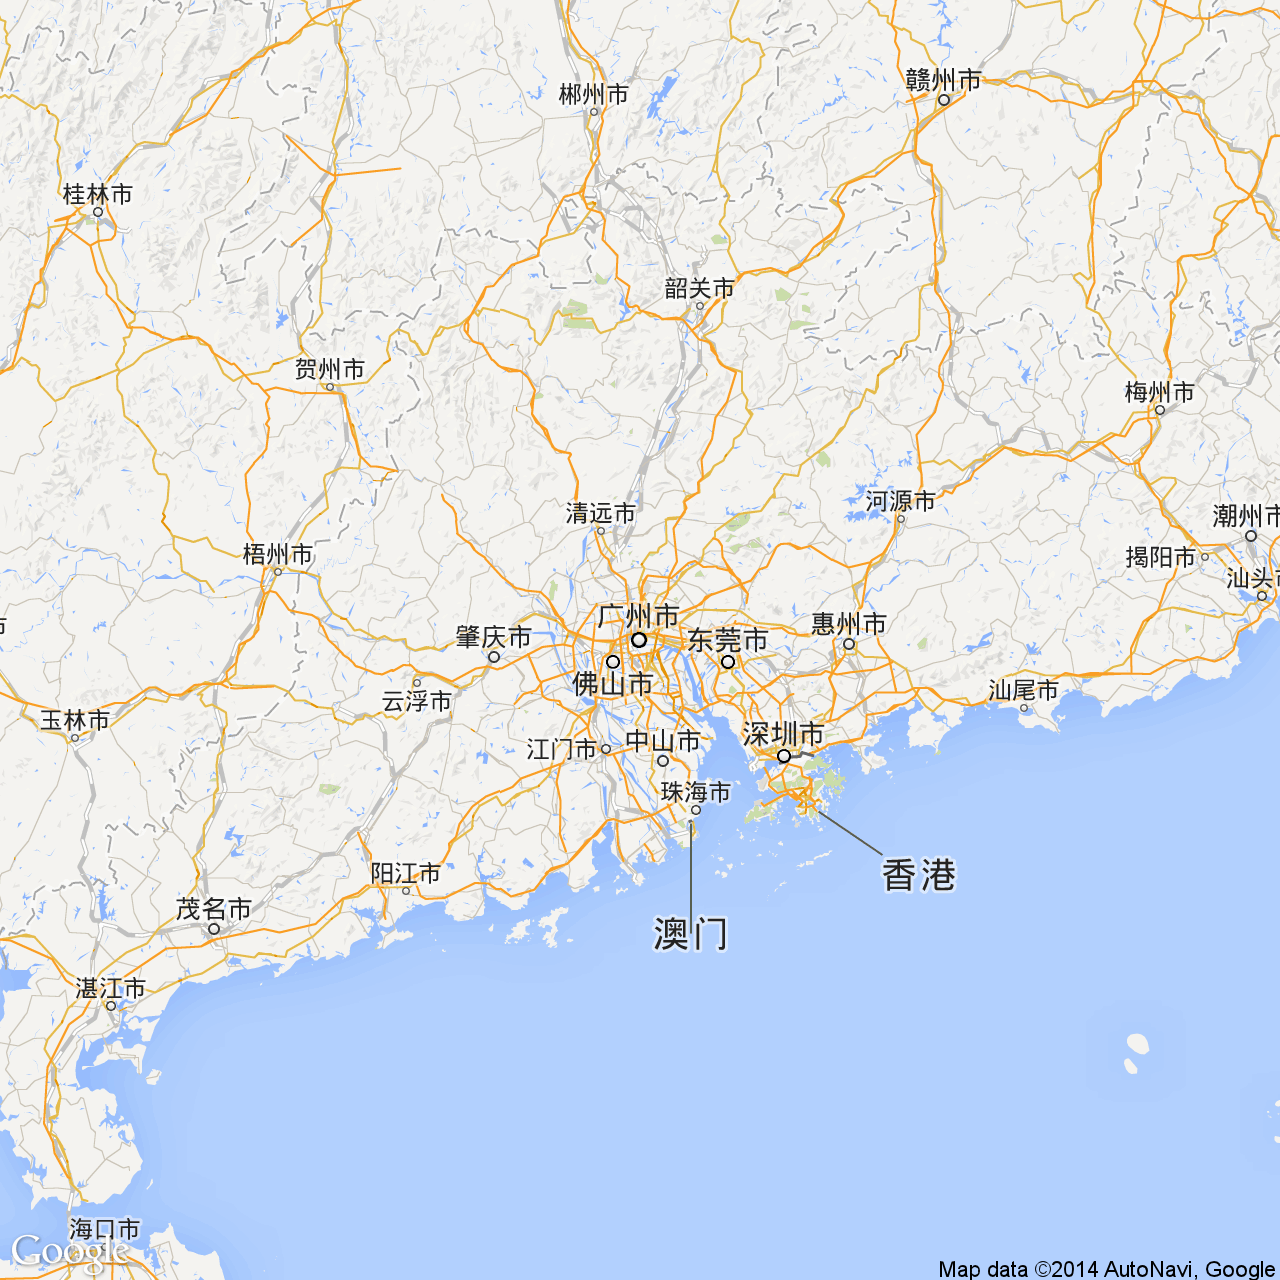 郴州市
赣州市
桂林市
韶关市
贺州市
梅州市
河源市
清远市
潮州市
梧州市
揭阳市
汕头市
广州市
惠州市
肇庆市
东莞市
佛山市
汕尾市
云浮市
玉林市
深圳市
江门市
中山市
珠海市
阳江市
香港
茂名市
澳门
湛江市
海口市
Google
Map data ©2014 AutoNavi, Google